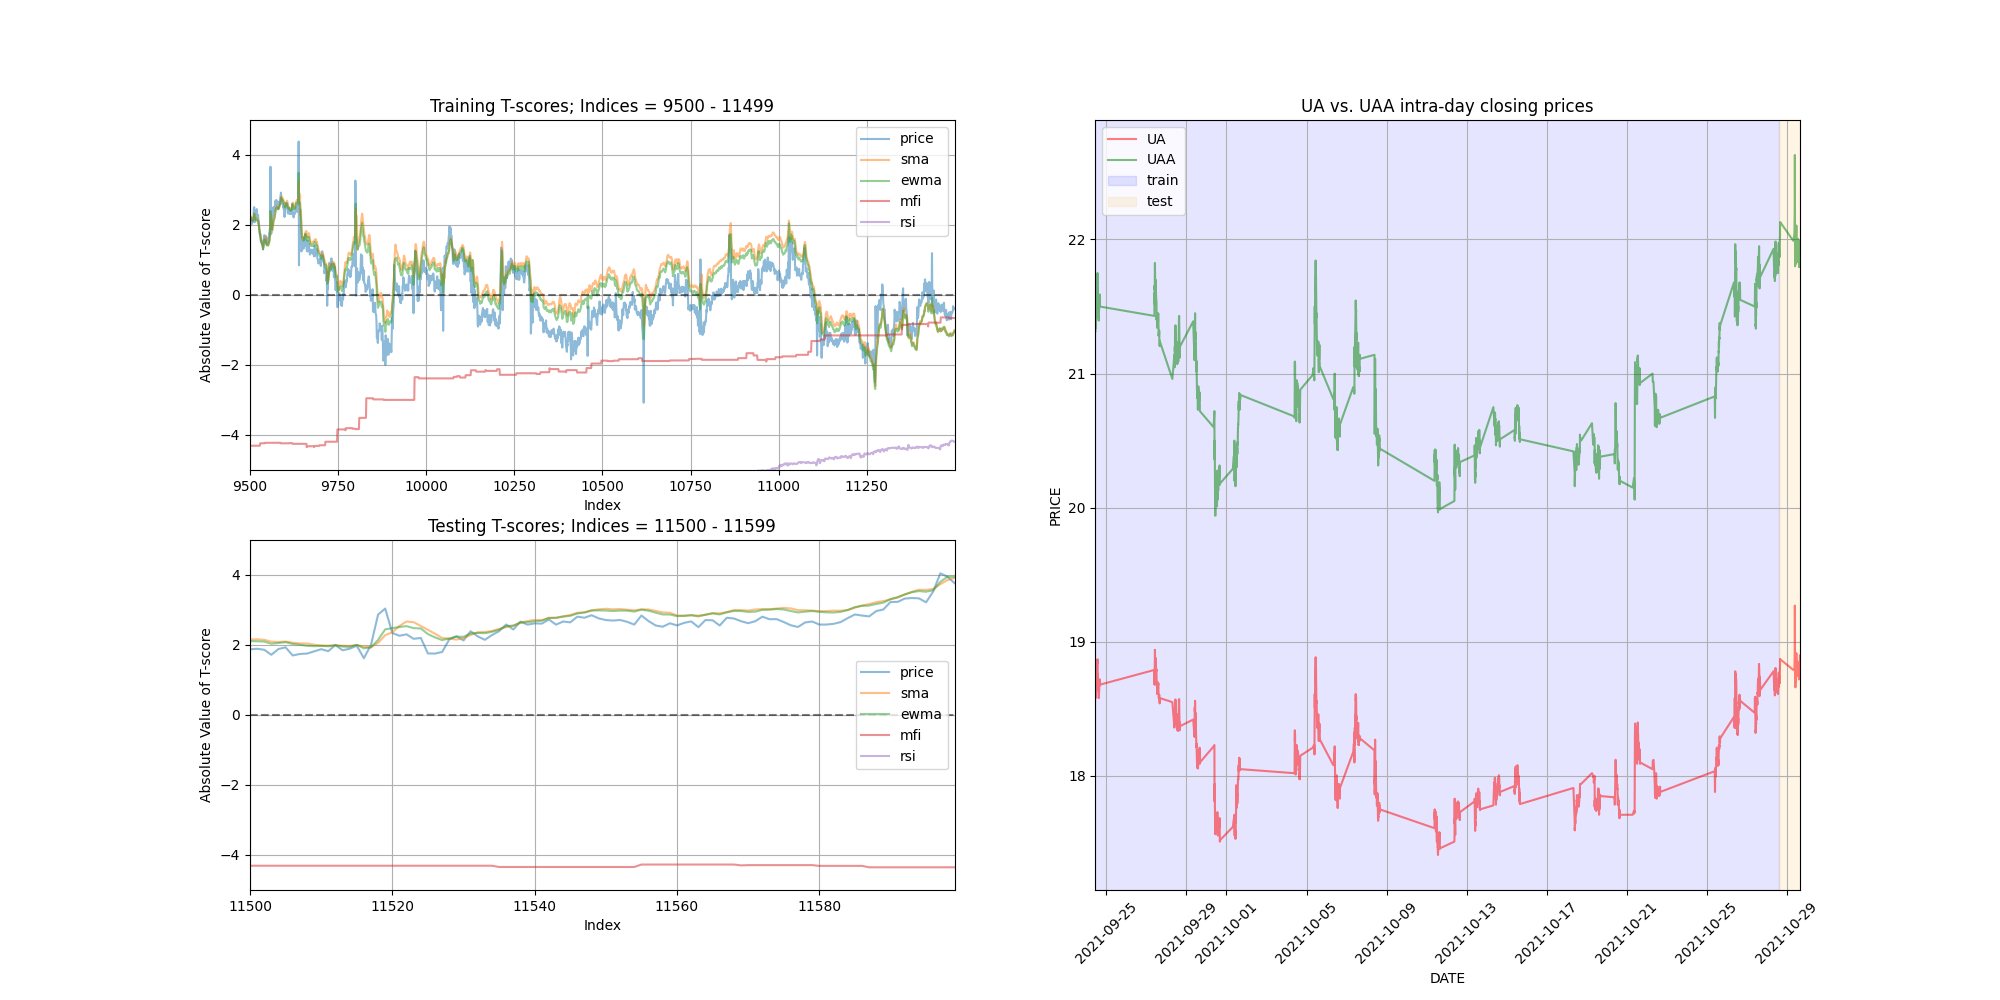 Training T-scores; Indices = 9500 - 11499
Absolute Value of T-score
4
2
0
−2
−4
price
sma
ewma
mfi
rsi
9500 9750 10000 10250 10500 10750 11000 11250
Index
Testing T-scores; Indices = 11500 - 11599
Absolute Value of T-score
4
2
0
−2
−4
price
sma
ewma
mfi
rsi
11500 11520 11540 11560 11580
Index
UA vs. UAA intra-day closing prices
UA
UAA
train
test
PRICE
22
21
20
19
18
2021-09-25 2021-09-29 2021-10-01 2021-10-05 2021-10-09 2021-10-13 2021-10-17 2021-10-21 2021-10-25 2021-10-29
DATE